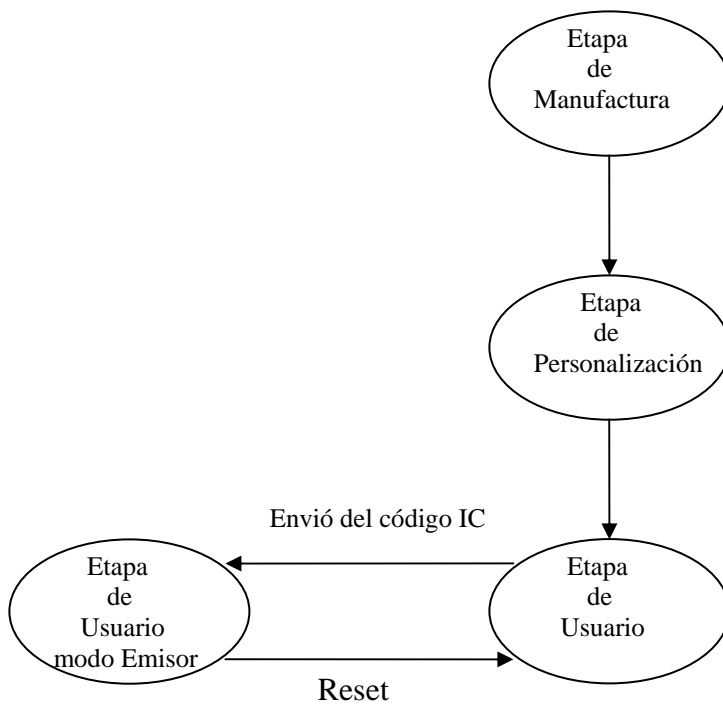 Etapa
de
Manufactura
Etapa
de
Personalización
Envió del código IC
Etapa
de
Usuario
modo Emisor
Etapa
de
Usuario
Reset